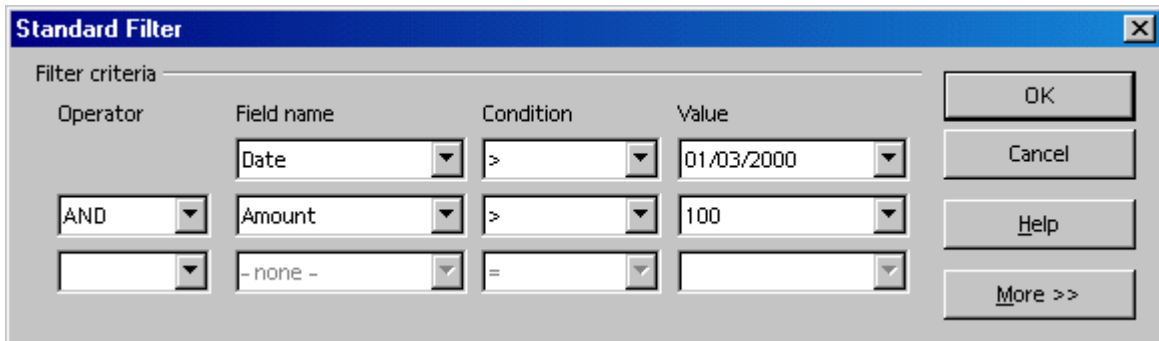 Standard Filter
Filter criteria
Operator Field name Condition Value
Date > 01/03/2000
AND Amount > 100
- none - =
OK
Cancel
Help
More >>